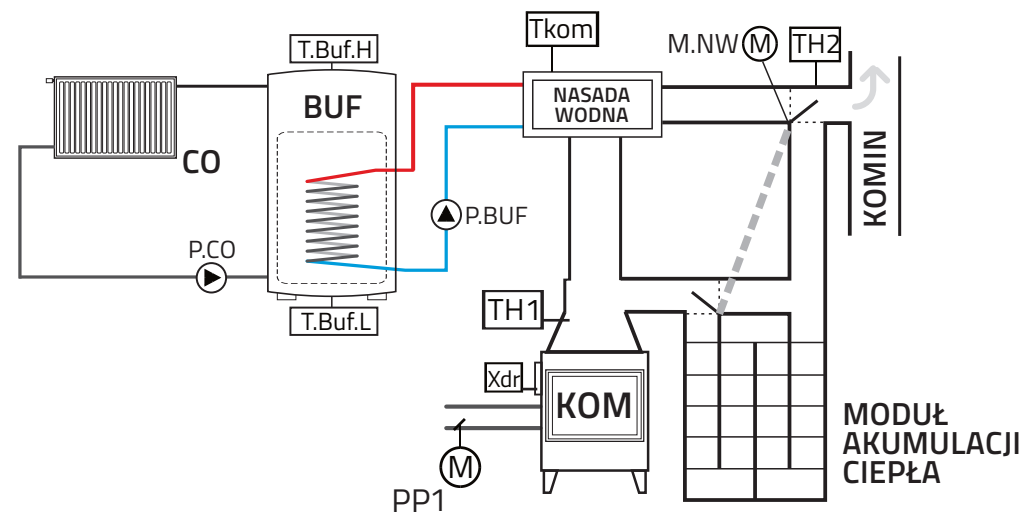 T.Buf.H
Tkom
M.NW
M
TH2
BUF
NASADA
WODNA
CO
KOMIN
P.BUF
P.CO
T.Buf.L
TH1
Xdr
KOM
MODUŁ
AKUMULACJI
CIEPŁA
M
PP1